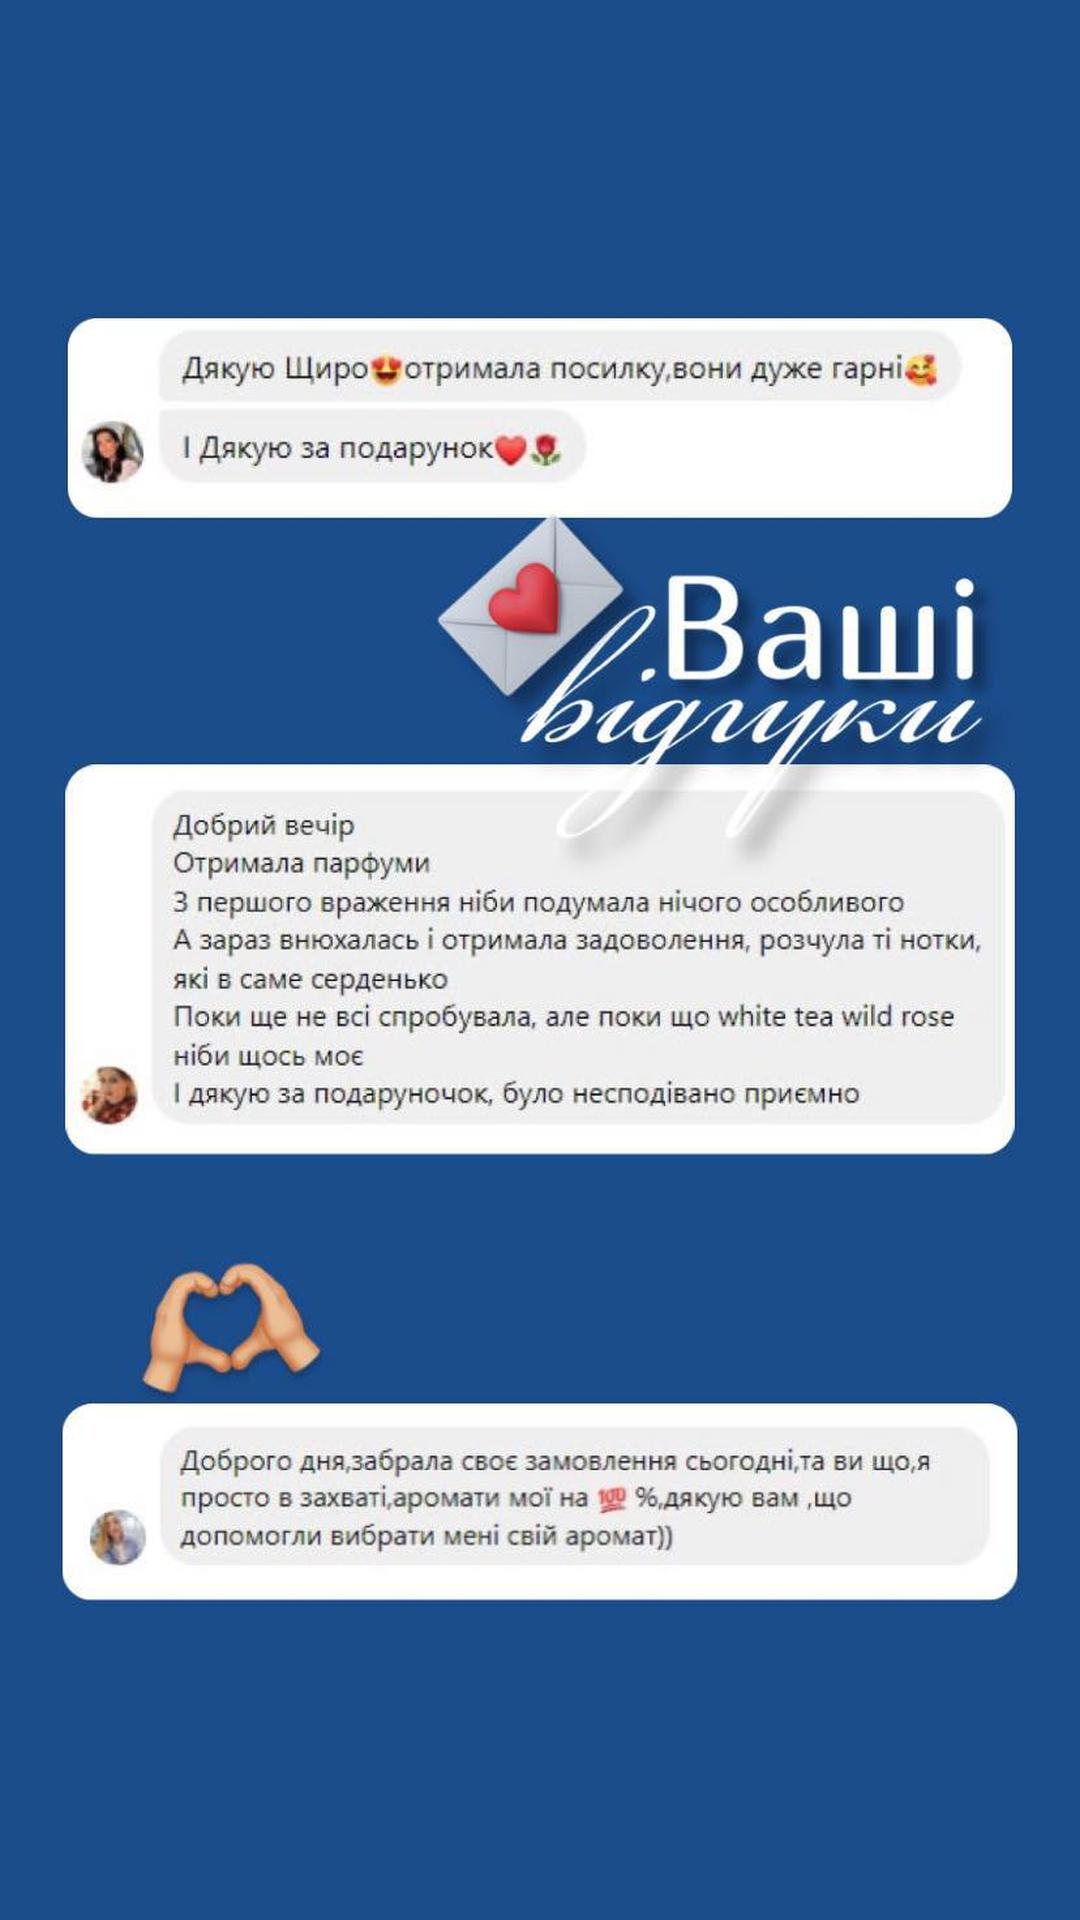 Дякую Щиро😍отримала посилку,вони дуже гарні🥰
І Дякую за подарунок❤️🌹
Ваші
відгуки
Добрий вечір
Отримала парфуми
З першого враження ніби подумала нічого особливого
А зараз внюхалась і отримала задоволення, розчула ті нотки,
які в саме серденько
Поки ще не всі спробувала, але поки що white tea wild rose
ніби щось моє
І дякую за подаруночок, було несподівано приємно
Доброго дня,забрала своє замовлення сьогодні,та ви що,я
просто в захваті,аромати мої на 💯 %,дякую вам ,що
допомогли вибрати мені свій аромат))